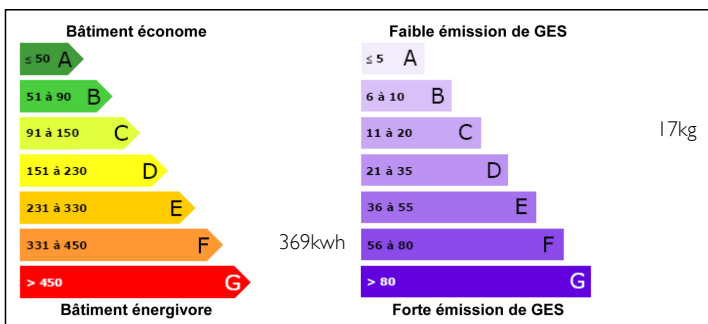 Bâtiment économe
≤ 50 A
51 à 90 B
91 à 150 C
151 à 230 D
231 à 330 E
331 à 450 F
369kwh
> 450 G
Bâtiment énergivore
Faible émission de GES
≤ 5 A
6 à 10 B
11 à 20 C
17kg
21 à 35 D
36 à 55 E
56 à 80 F
> 80 G
Forte émission de GES